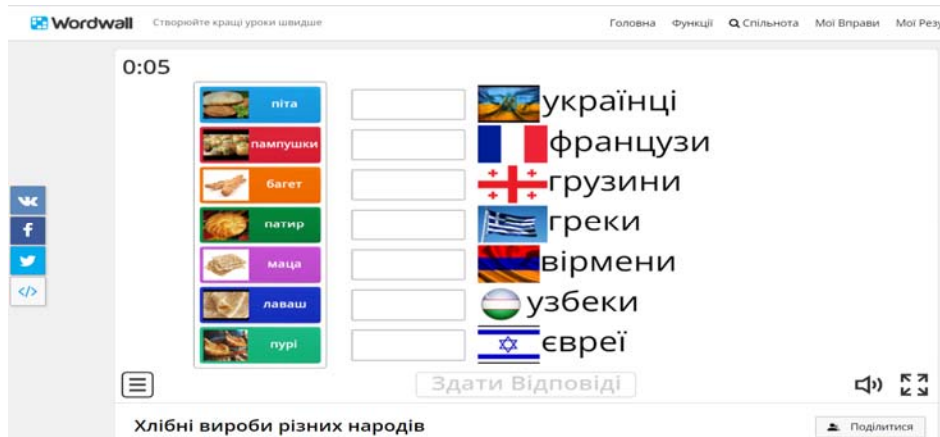 Wordwall Створюйте кращі уроки швидше Головна Функції Спільнота Мої Вправи Мої Резу
0:05
піта українці
пампушки французи
багет грузини
патир греки
маца вірмени
лаваш узбеки
пурі євреї
Здати Відповіді
Хлібні вироби різних народів Поділитися